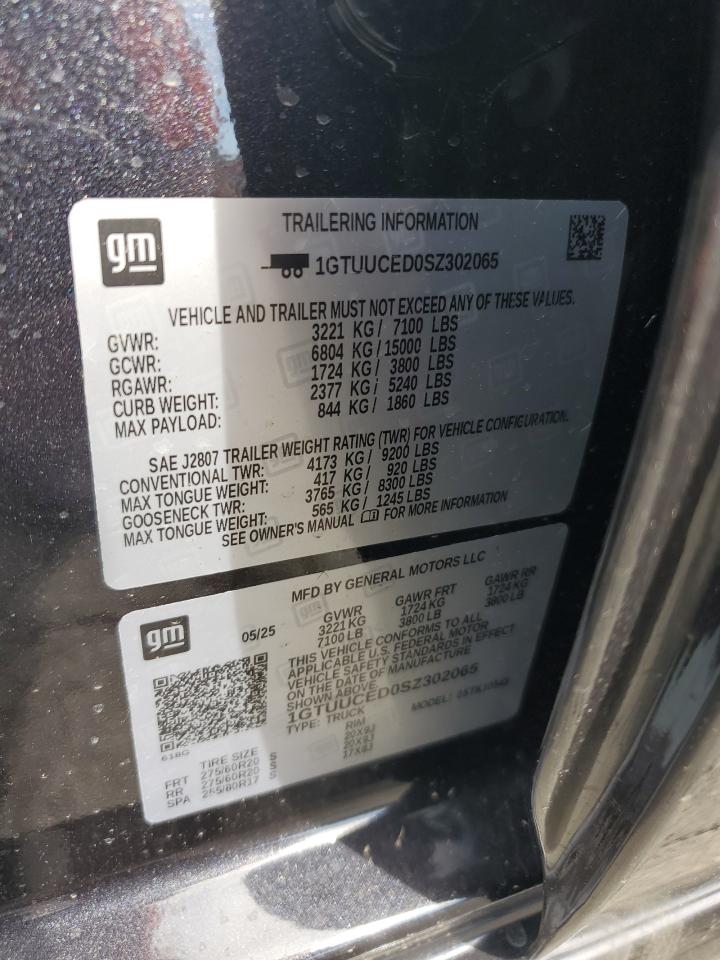 gm
TRAILERING INFORMATION
1GTUUCED0SZ302065
VEHICLE AND TRAILER MUST NOT EXCEED ANY OF THESE VALUES.
GVWR: 3221 KG / 7100 LBS
GCWR: 6804 KG / 15000 LBS
RGAWR: 1724 KG / 3800 LBS
CURB WEIGHT: 2377 KG / 5240 LBS
MAX PAYLOAD: 844 KG / 1860 LBS
SAE J2807 TRAILER WEIGHT RATING (TWR) FOR VEHICLE CONFIGURATION.
CONVENTIONAL TWR: 4173 KG / 9200 LBS
MAX TONGUE WEIGHT: 417 KG / 920 LBS
GOOSENECK TWR: 3765 KG / 8300 LBS
MAX TONGUE WEIGHT: 565 KG / 1245 LBS
SEE OWNER'S MANUAL FOR MORE INFORMATION
gm
MFD BY GENERAL MOTORS LLC
05/25
GVWR GAWR FRT GAWR RR
3221 KG 1724 KG 1724 KG
7100 LB 3800 LB 3800 LB
THIS VEHICLE CONFORMS TO ALL
APPLICABLE U.S. FEDERAL MOTOR
VEHICLE SAFETY STANDARDS IN EFFECT
ON THE DATE OF MANUFACTURE
SHOWN ABOVE.
1GTUUCED0SZ302065
TYPE: TRUCK MODEL:
618G
TIRE SIZE RIM
FRT 275/60R20 S 20X9J
RR 275/60R20 S 20X9J
SPA 265/80R17 S 17X8J